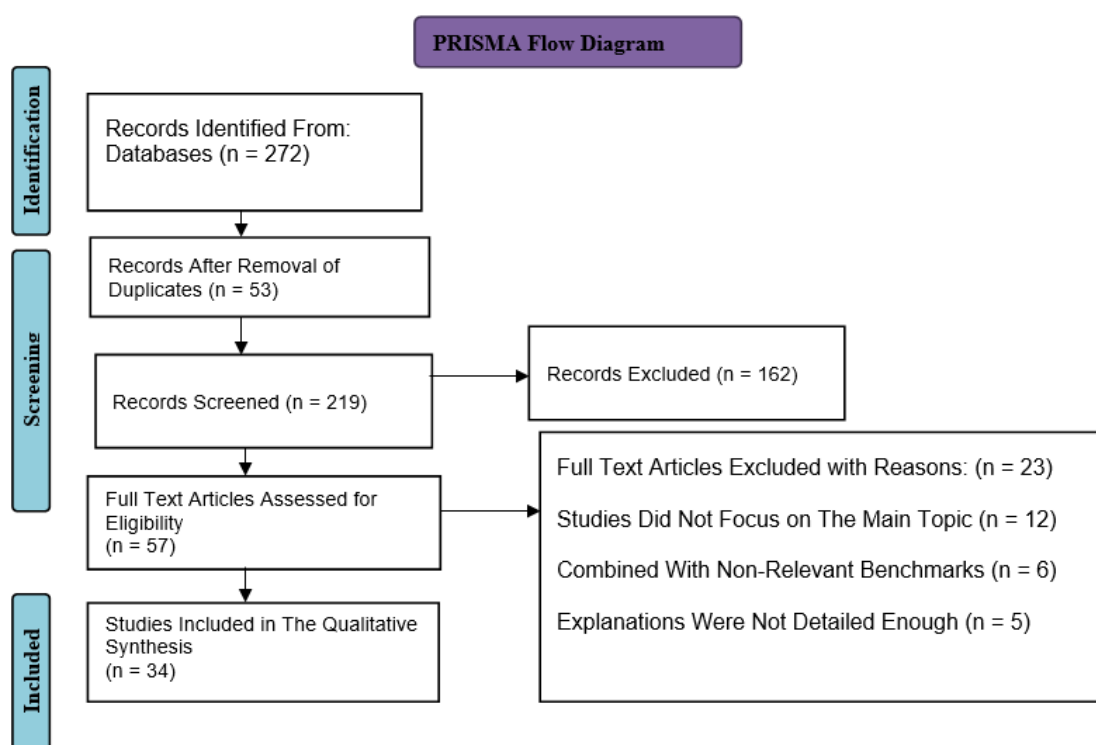 PRISMA Flow Diagram
Identification
Records Identified From:
Databases (n = 272)
Screening
Records After Removal of
Duplicates (n = 53)
Records Screened (n = 219)
Records Excluded (n = 162)
Full Text Articles Assessed for
Eligibility
(n = 57)
Full Text Articles Excluded with Reasons: (n = 23)
Studies Did Not Focus on The Main Topic (n = 12)
Combined With Non-Relevant Benchmarks (n = 6)
Explanations Were Not Detailed Enough (n = 5)
Included
Studies Included in The Qualitative
Synthesis
(n = 34)